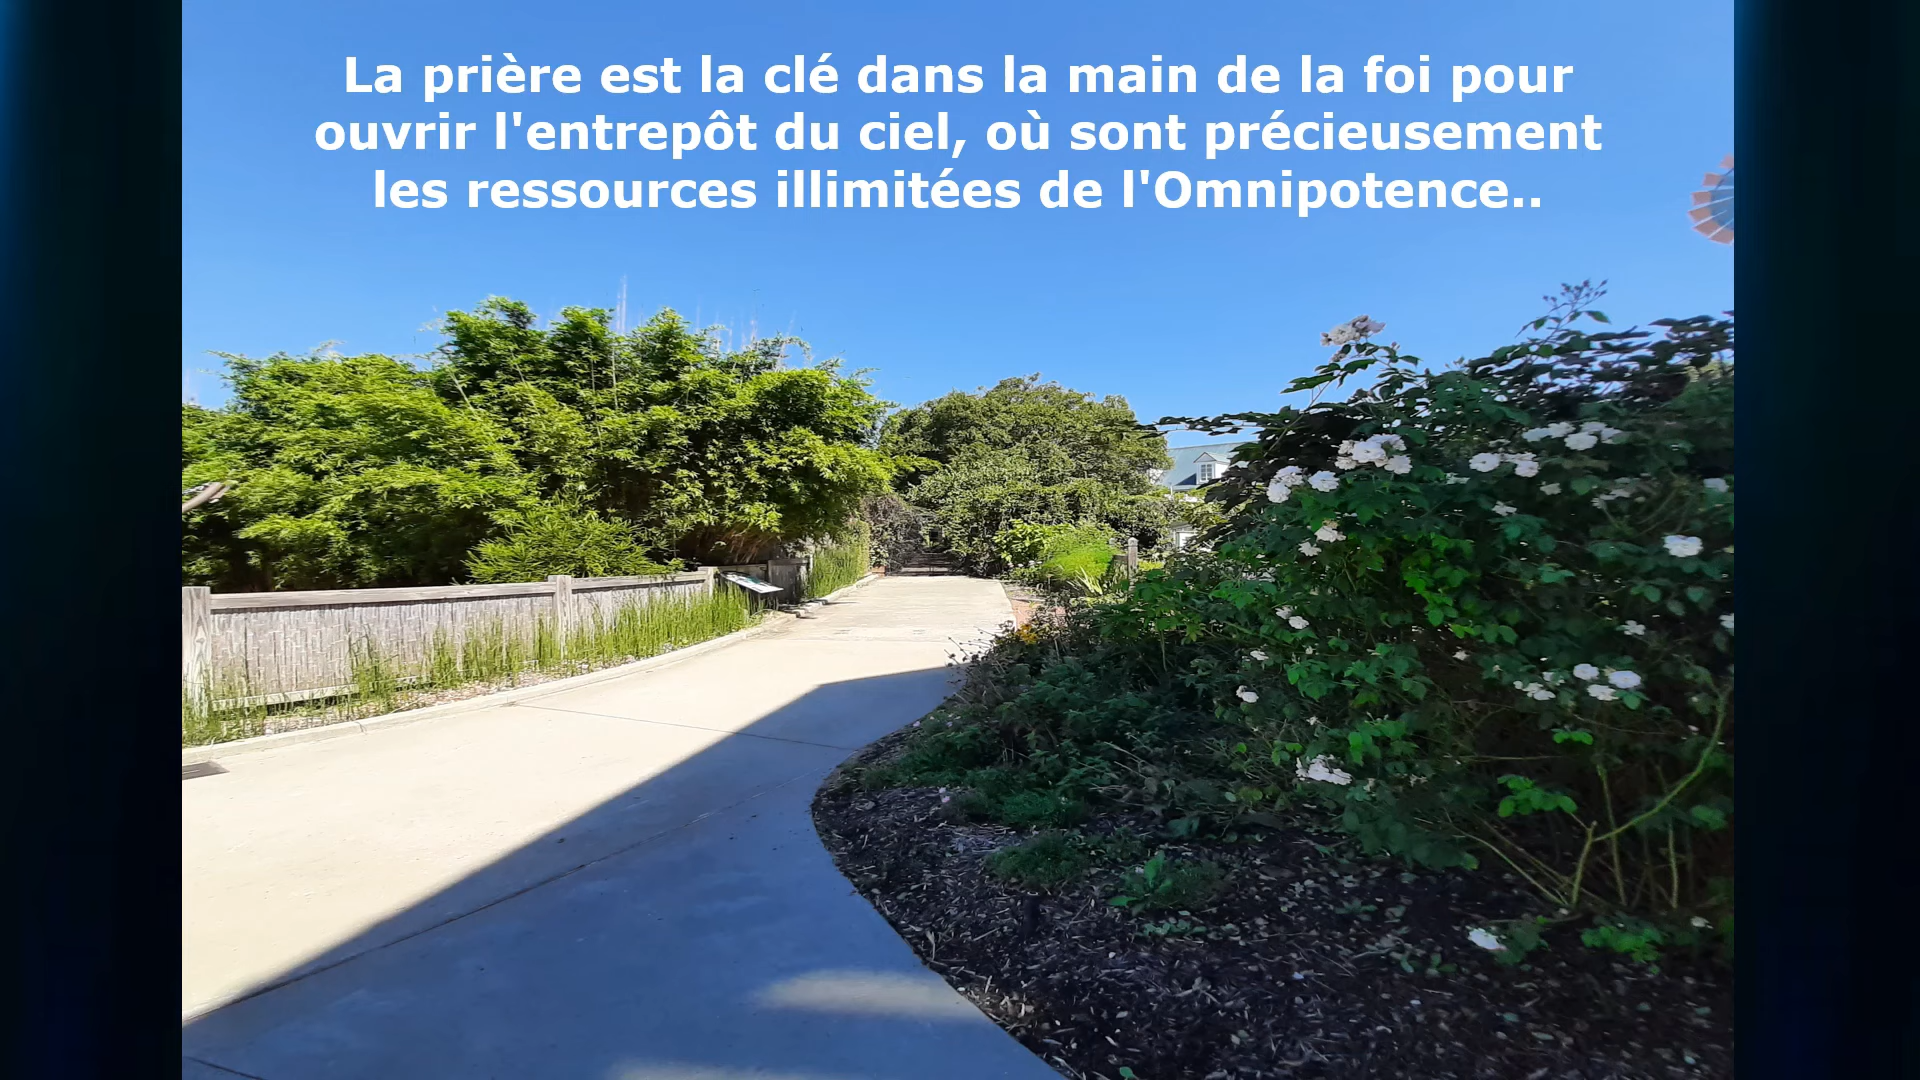 La prière est la clé dans la main de la foi pour
ouvrir l'entrepôt du ciel, où sont précieusement
les ressources illimitées de l'Omnipotence..